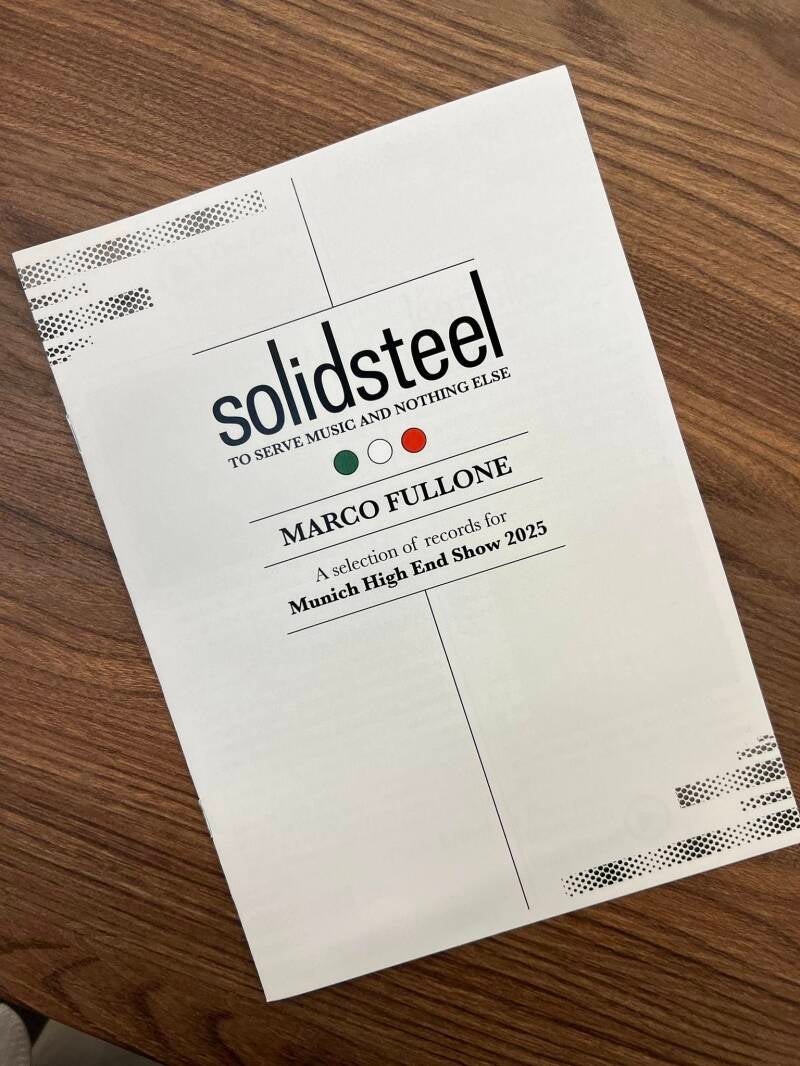 solidsteel
TO SERVE MUSIC AND NOTHING ELSE
MARCO FULLONE
A selection of records for
Munich High End Show 2025